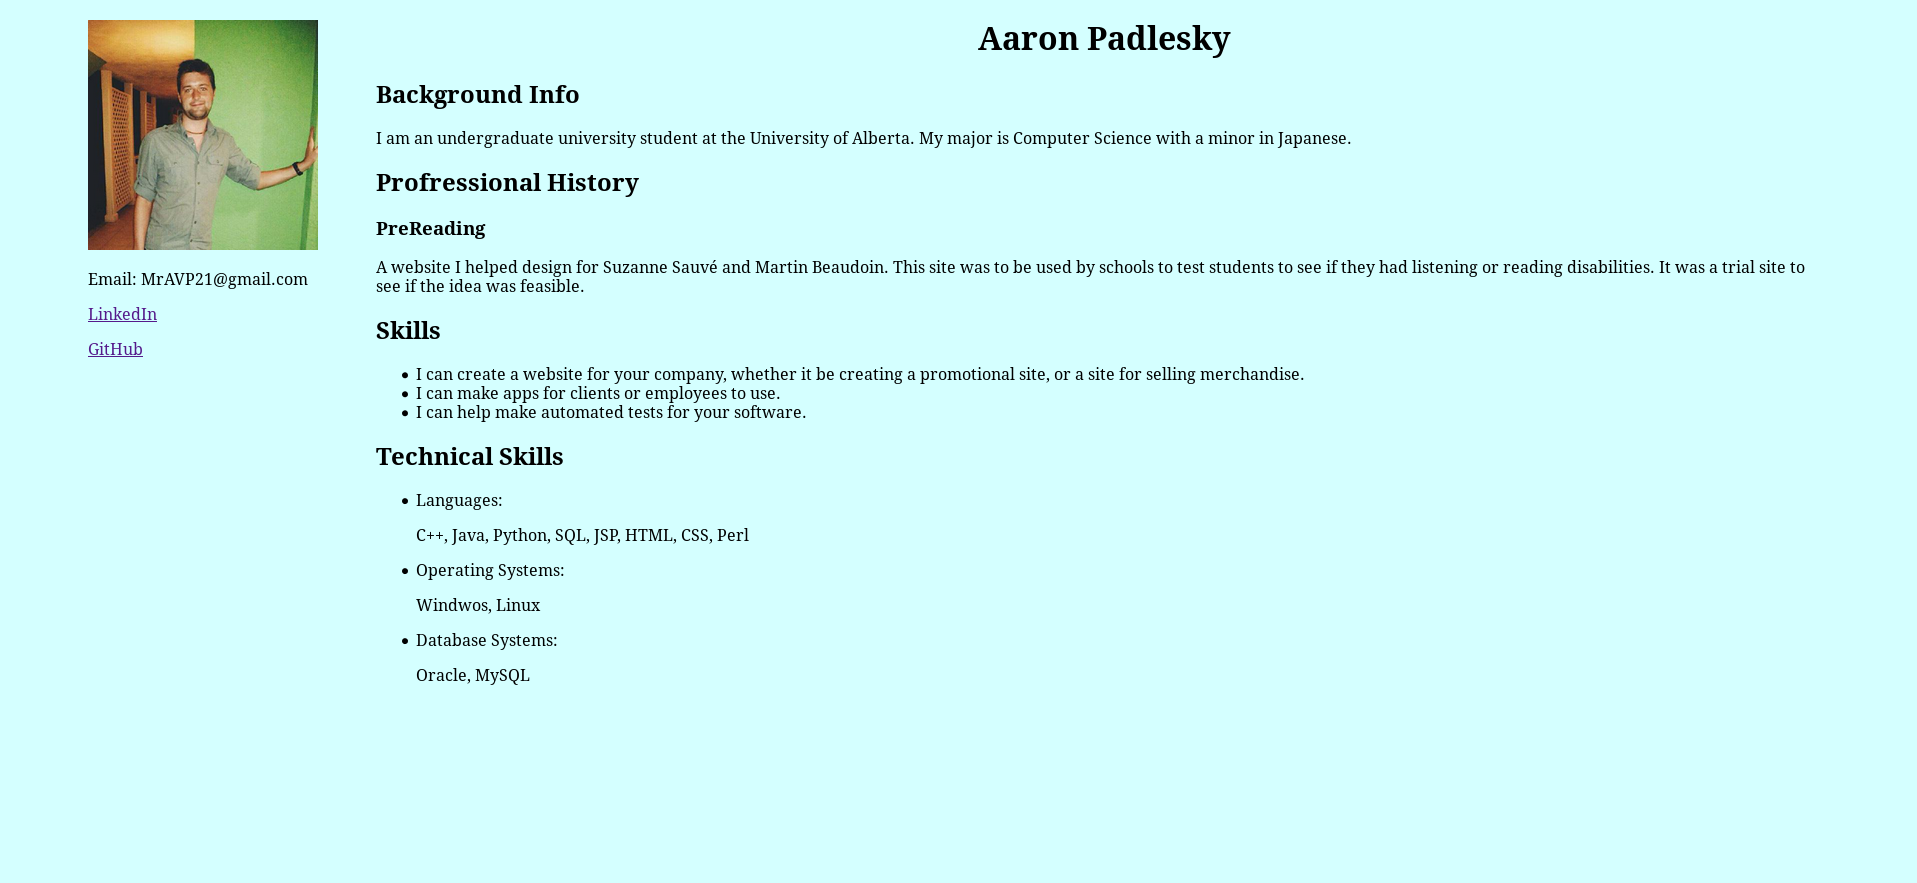 Aaron Padlesky
Email: MrAVP21@gmail.com
LinkedIn
GitHub
Background Info
I am an undergraduate university student at the University of Alberta. My major is Computer Science with a minor in Japanese.
Profressional History
PreReading
A website I helped design for Suzanne Sauvé and Martin Beaudoin. This site was to be used by schools to test students to see if they had listening or reading disabilities. It was a trial site to
see if the idea was feasible.
Skills
• I can create a website for your company, whether it be creating a promotional site, or a site for selling merchandise.
• I can make apps for clients or employees to use.
• I can help make automated tests for your software.
Technical Skills
• Languages:
C++, Java, Python, SQL, JSP, HTML, CSS, Perl
• Operating Systems:
Windwos, Linux
• Database Systems:
Oracle, MySQL